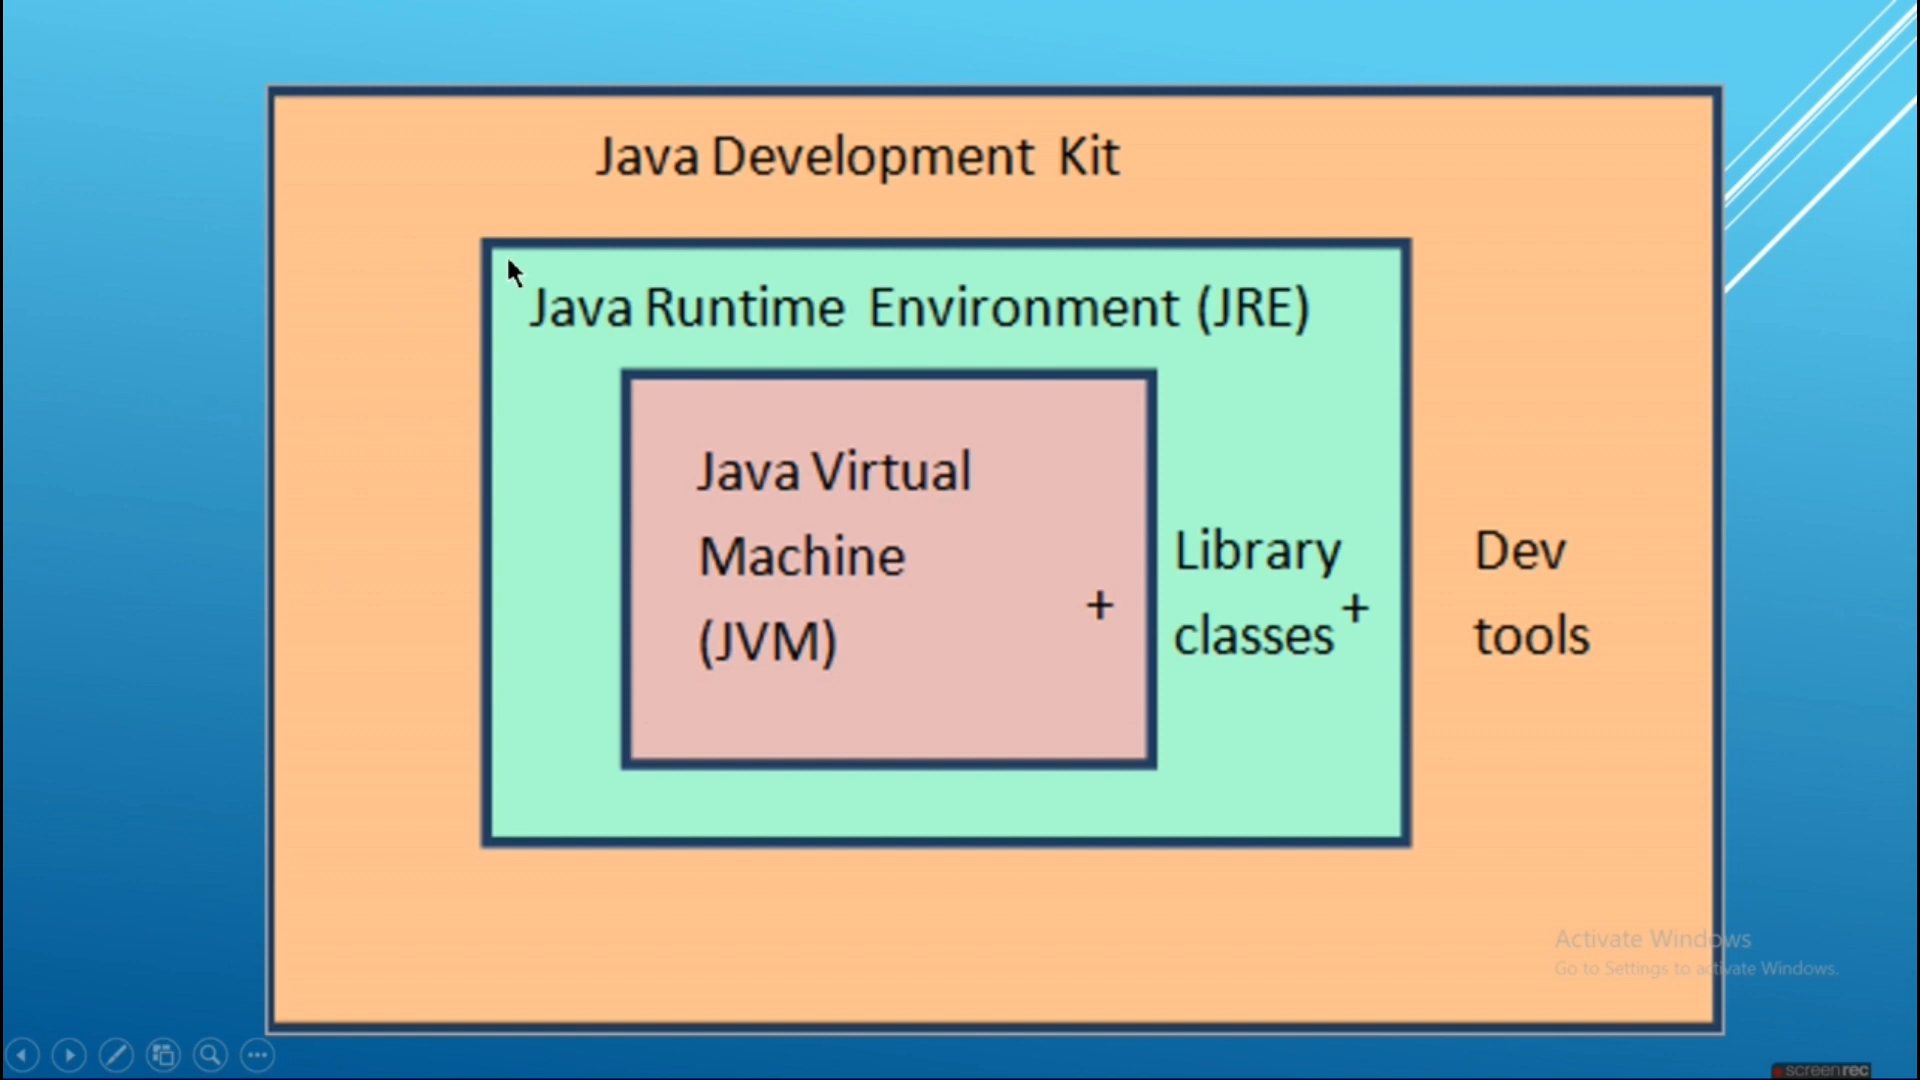 Java Development Kit
Java Runtime Environment (JRE)
Java Virtual
Machine
(JVM)
+
Library
classes
+
Dev
tools
Activate Windows
Go to Settings to activate Windows.
screenrec